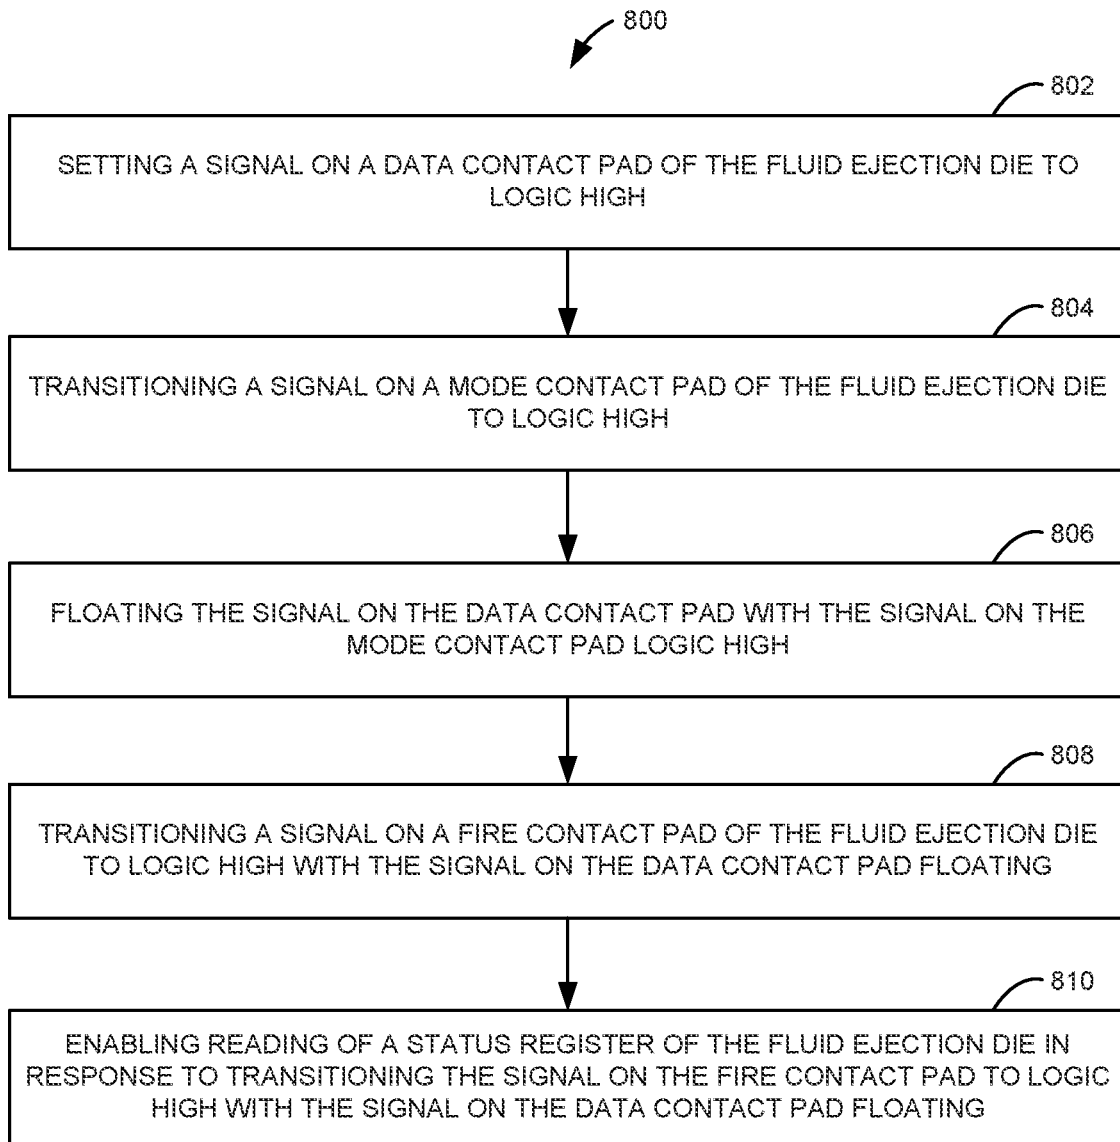 800
802
SETTING A SIGNAL ON A DATA CONTACT PAD OF THE FLUID EJECTION DIE TO
LOGIC HIGH
804
TRANSITIONING A SIGNAL ON A MODE CONTACT PAD OF THE FLUID EJECTION DIE
TO LOGIC HIGH
806
FLOATING THE SIGNAL ON THE DATA CONTACT PAD WITH THE SIGNAL ON THE
MODE CONTACT PAD LOGIC HIGH
808
TRANSITIONING A SIGNAL ON A FIRE CONTACT PAD OF THE FLUID EJECTION DIE
TO LOGIC HIGH WITH THE SIGNAL ON THE DATA CONTACT PAD FLOATING
810
ENABLING READING OF A STATUS REGISTER OF THE FLUID EJECTION DIE IN
RESPONSE TO TRANSITIONING THE SIGNAL ON THE FIRE CONTACT PAD TO LOGIC
HIGH WITH THE SIGNAL ON THE DATA CONTACT PAD FLOATING